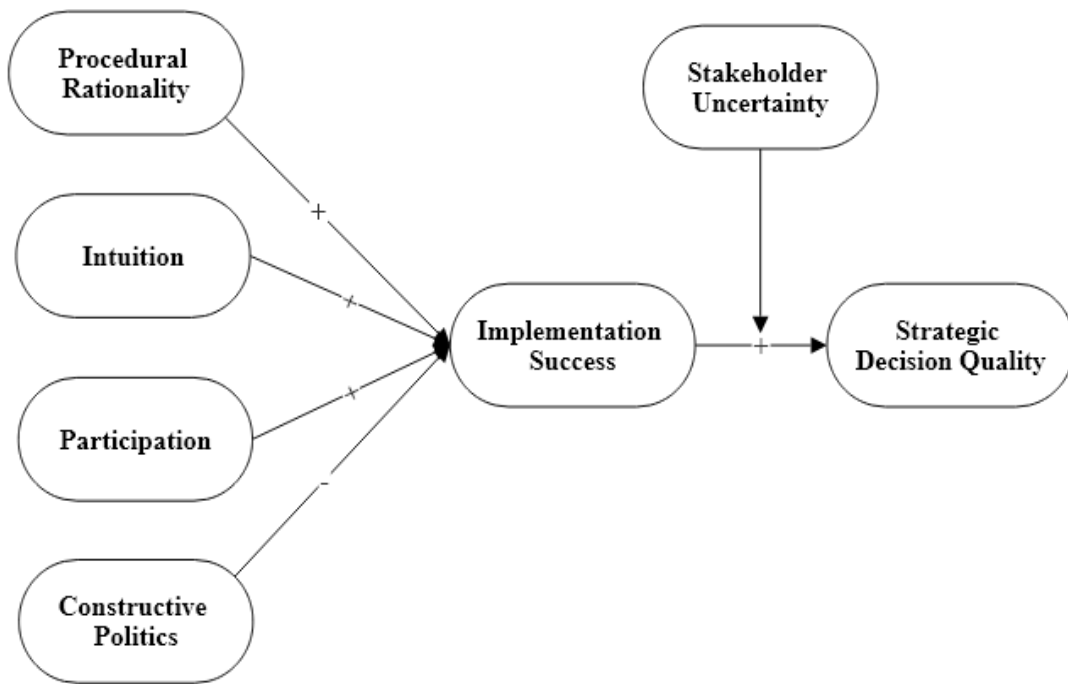 Procedural
Rationality
Stakeholder
Uncertainty
+
Intuition
+
Implementation
Success
+
Strategic
Decision Quality
+
Participation
-
Constructive
Politics